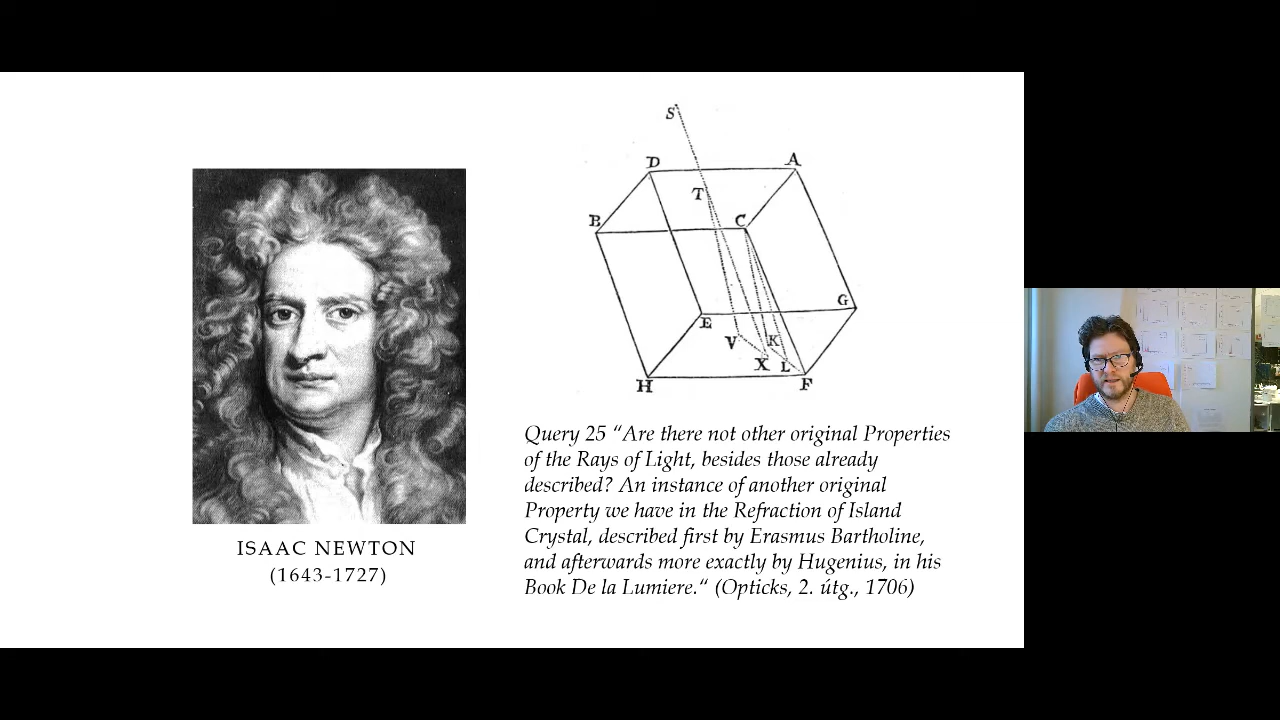 S
D
A
T
B
C
G
E
V
K
X
L
H
F
ISAAC NEWTON
(1643-1727)
Query 25 “Are there not other original Properties
of the Rays of Light, besides those already
described? An instance of another original
Property we have in the Refraction of Island
Crystal, described first by Erasmus Bartholine,
and afterwards more exactly by Hugenius, in his
Book De la Lumiere.“ (Opticks, 2. útg., 1706)